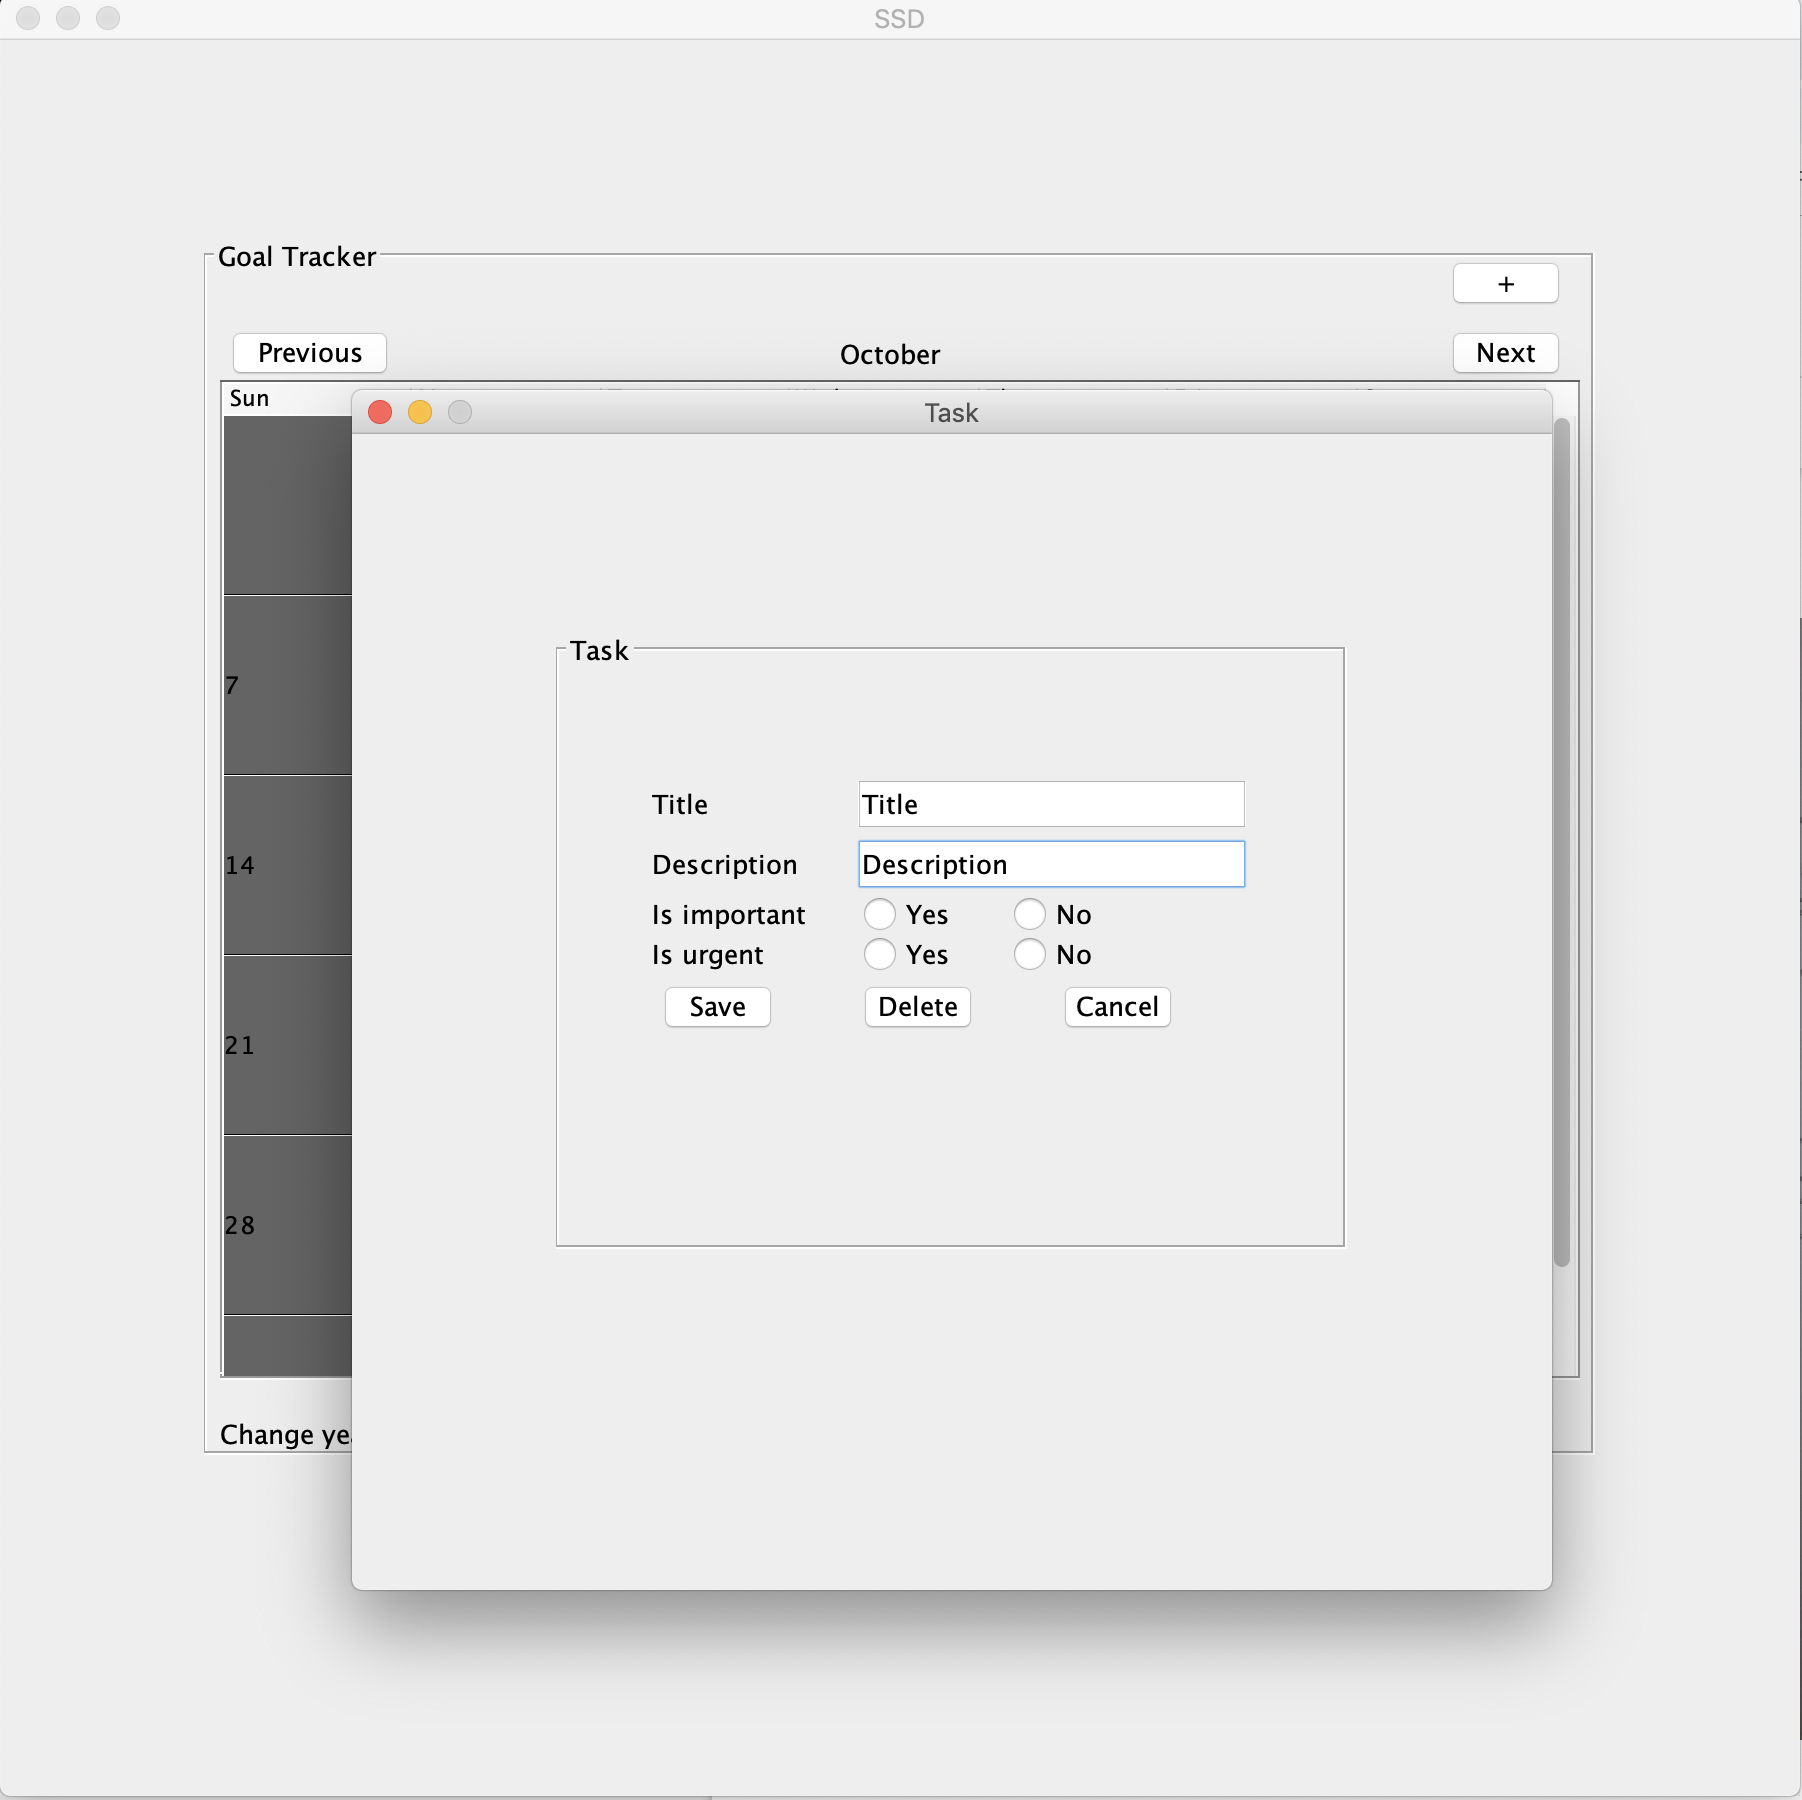 SSD
Goal Tracker
+
Previous
October
Next
Sun
Task
Task
7
Title
Title
14
Description
Description
Is important
Yes
No
Is urgent
Yes
No
Save
Delete
Cancel
21
28
Change